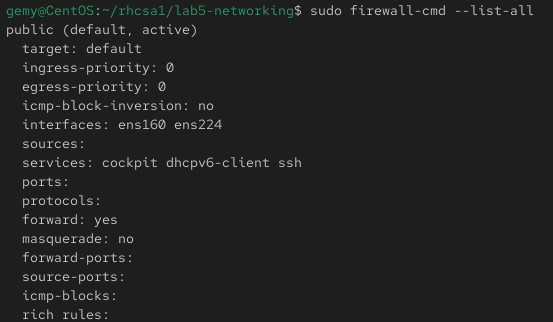 gemy@CentOS:~/rhcsa1/lab5-networking$ sudo firewall-cmd --list-all
public (default, active)
  target: default
  ingress-priority: 0
  egress-priority: 0
  icmp-block-inversion: no
  interfaces: ens160 ens224
  sources:
  services: cockpit dhcpv6-client ssh
  ports:
  protocols:
  forward: yes
  masquerade: no
  forward-ports:
  source-ports:
  icmp-blocks:
  rich rules: